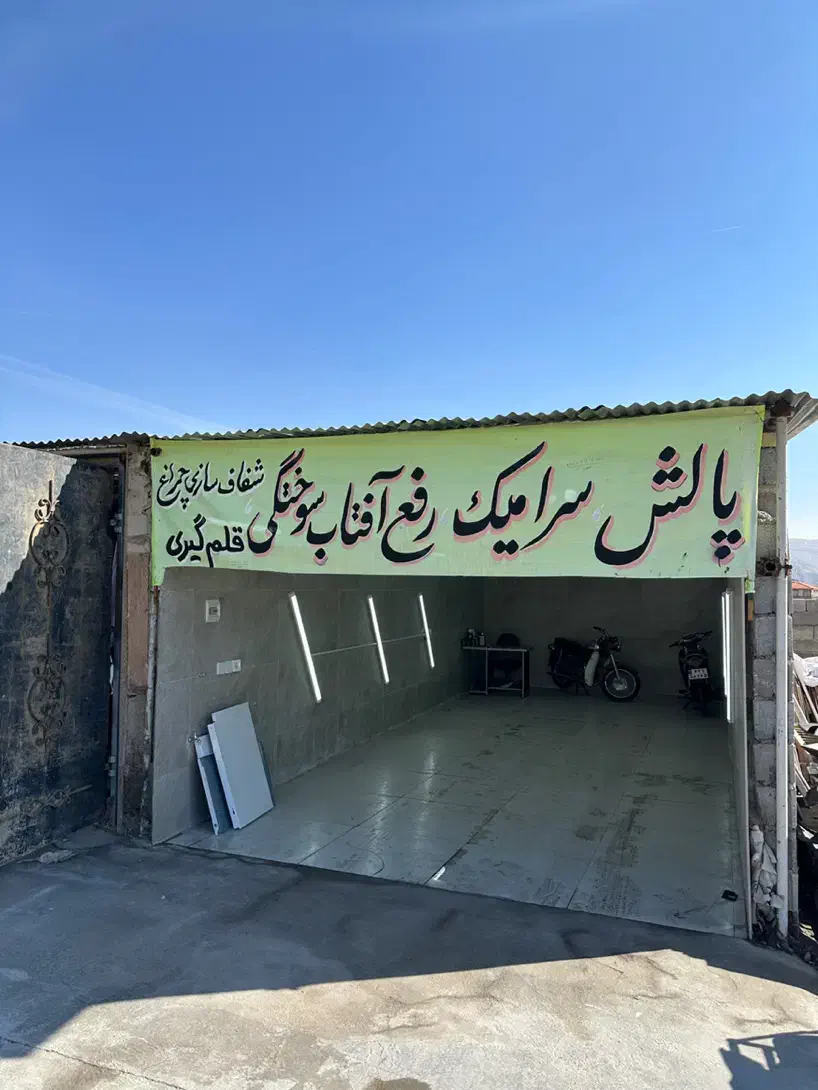 پالش سرامیک رفع آفتاب سوختگی
شفاف سازی چراغ
قلم گیری